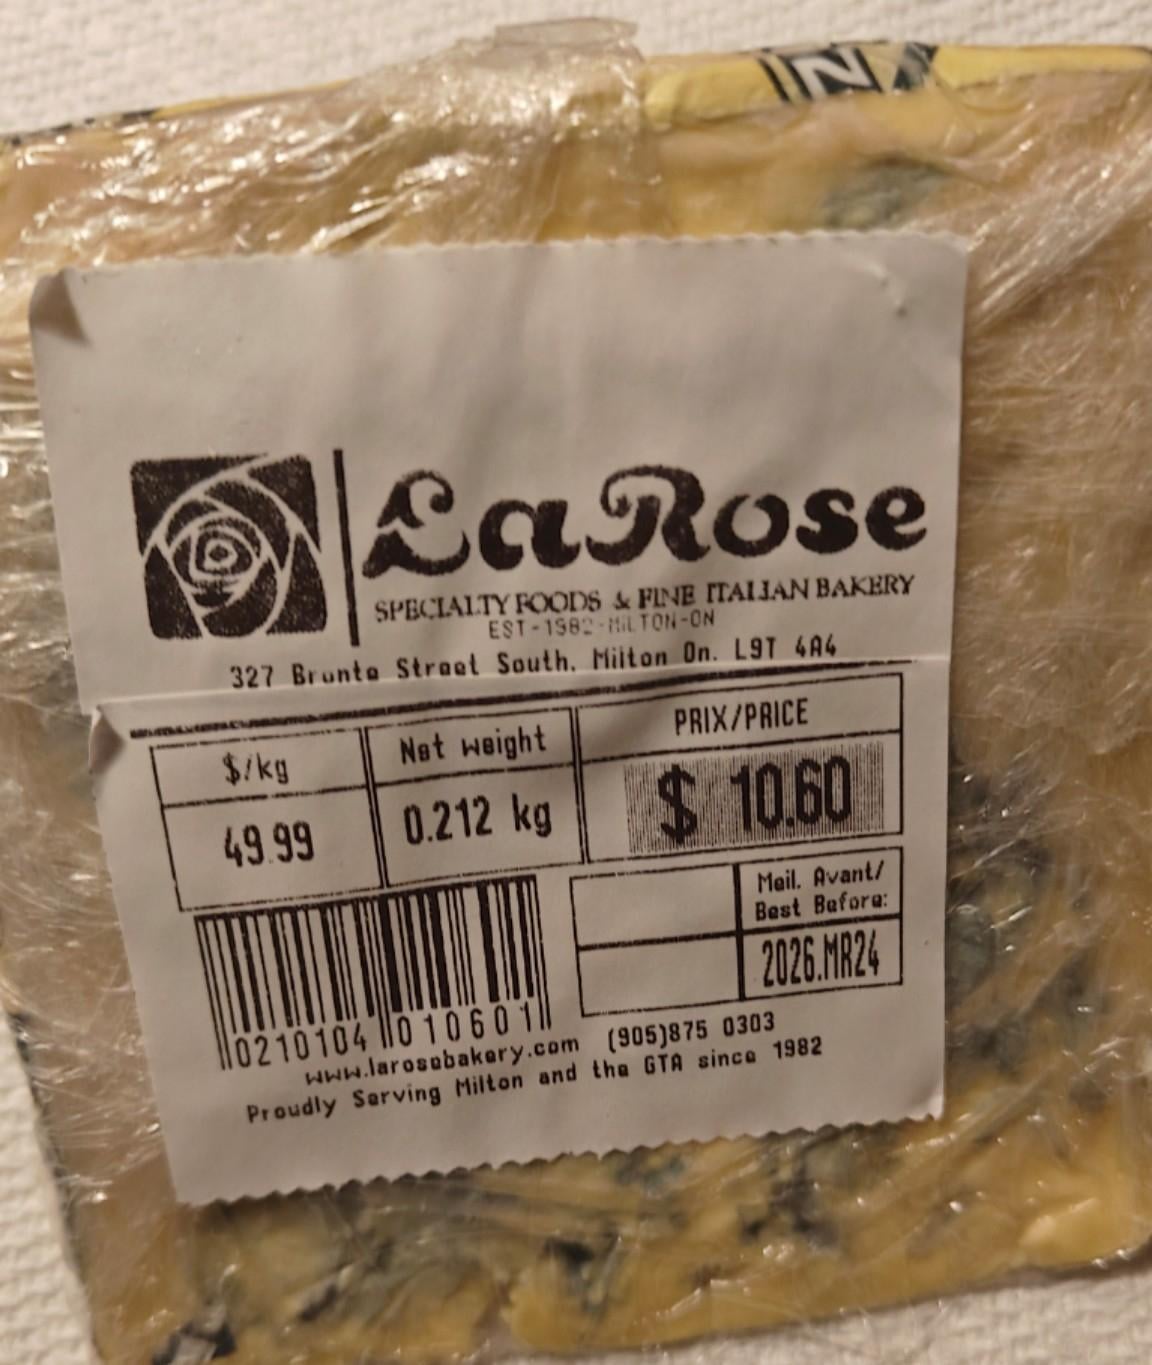 N
LaRose
SPECIALTY FOODS & FINE ITALIAN BAKERY
EST-1982-MILTON-ON
327 Bronte Street South, Milton On. L9T 4A4
$/kg Net weight PRIX/PRICE
49.99 0.212 kg $ 10.60
Meil. Avant/
Best Before:
2026.MR24
0210104 010601
www.larosebakery.com (905)875 0303
Proudly Serving Milton and the GTA since 1982